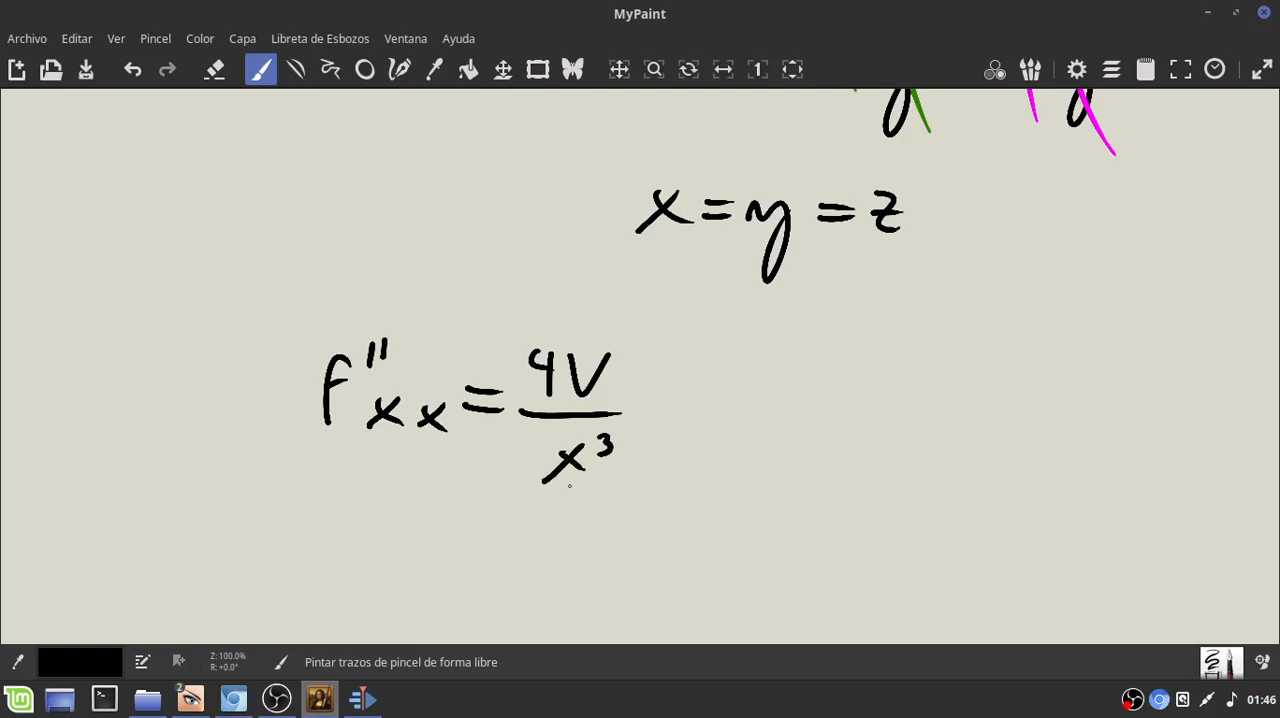 MyPaint
Archivo Editar Ver Pincel Color Capa Libreta de Esbozos Ventana Ayuda
x = y = z
F''xx = 4V / x³
Z: 100.0%
R: +0.0°
Pintar trazos de pincel de forma libre
2
01:46